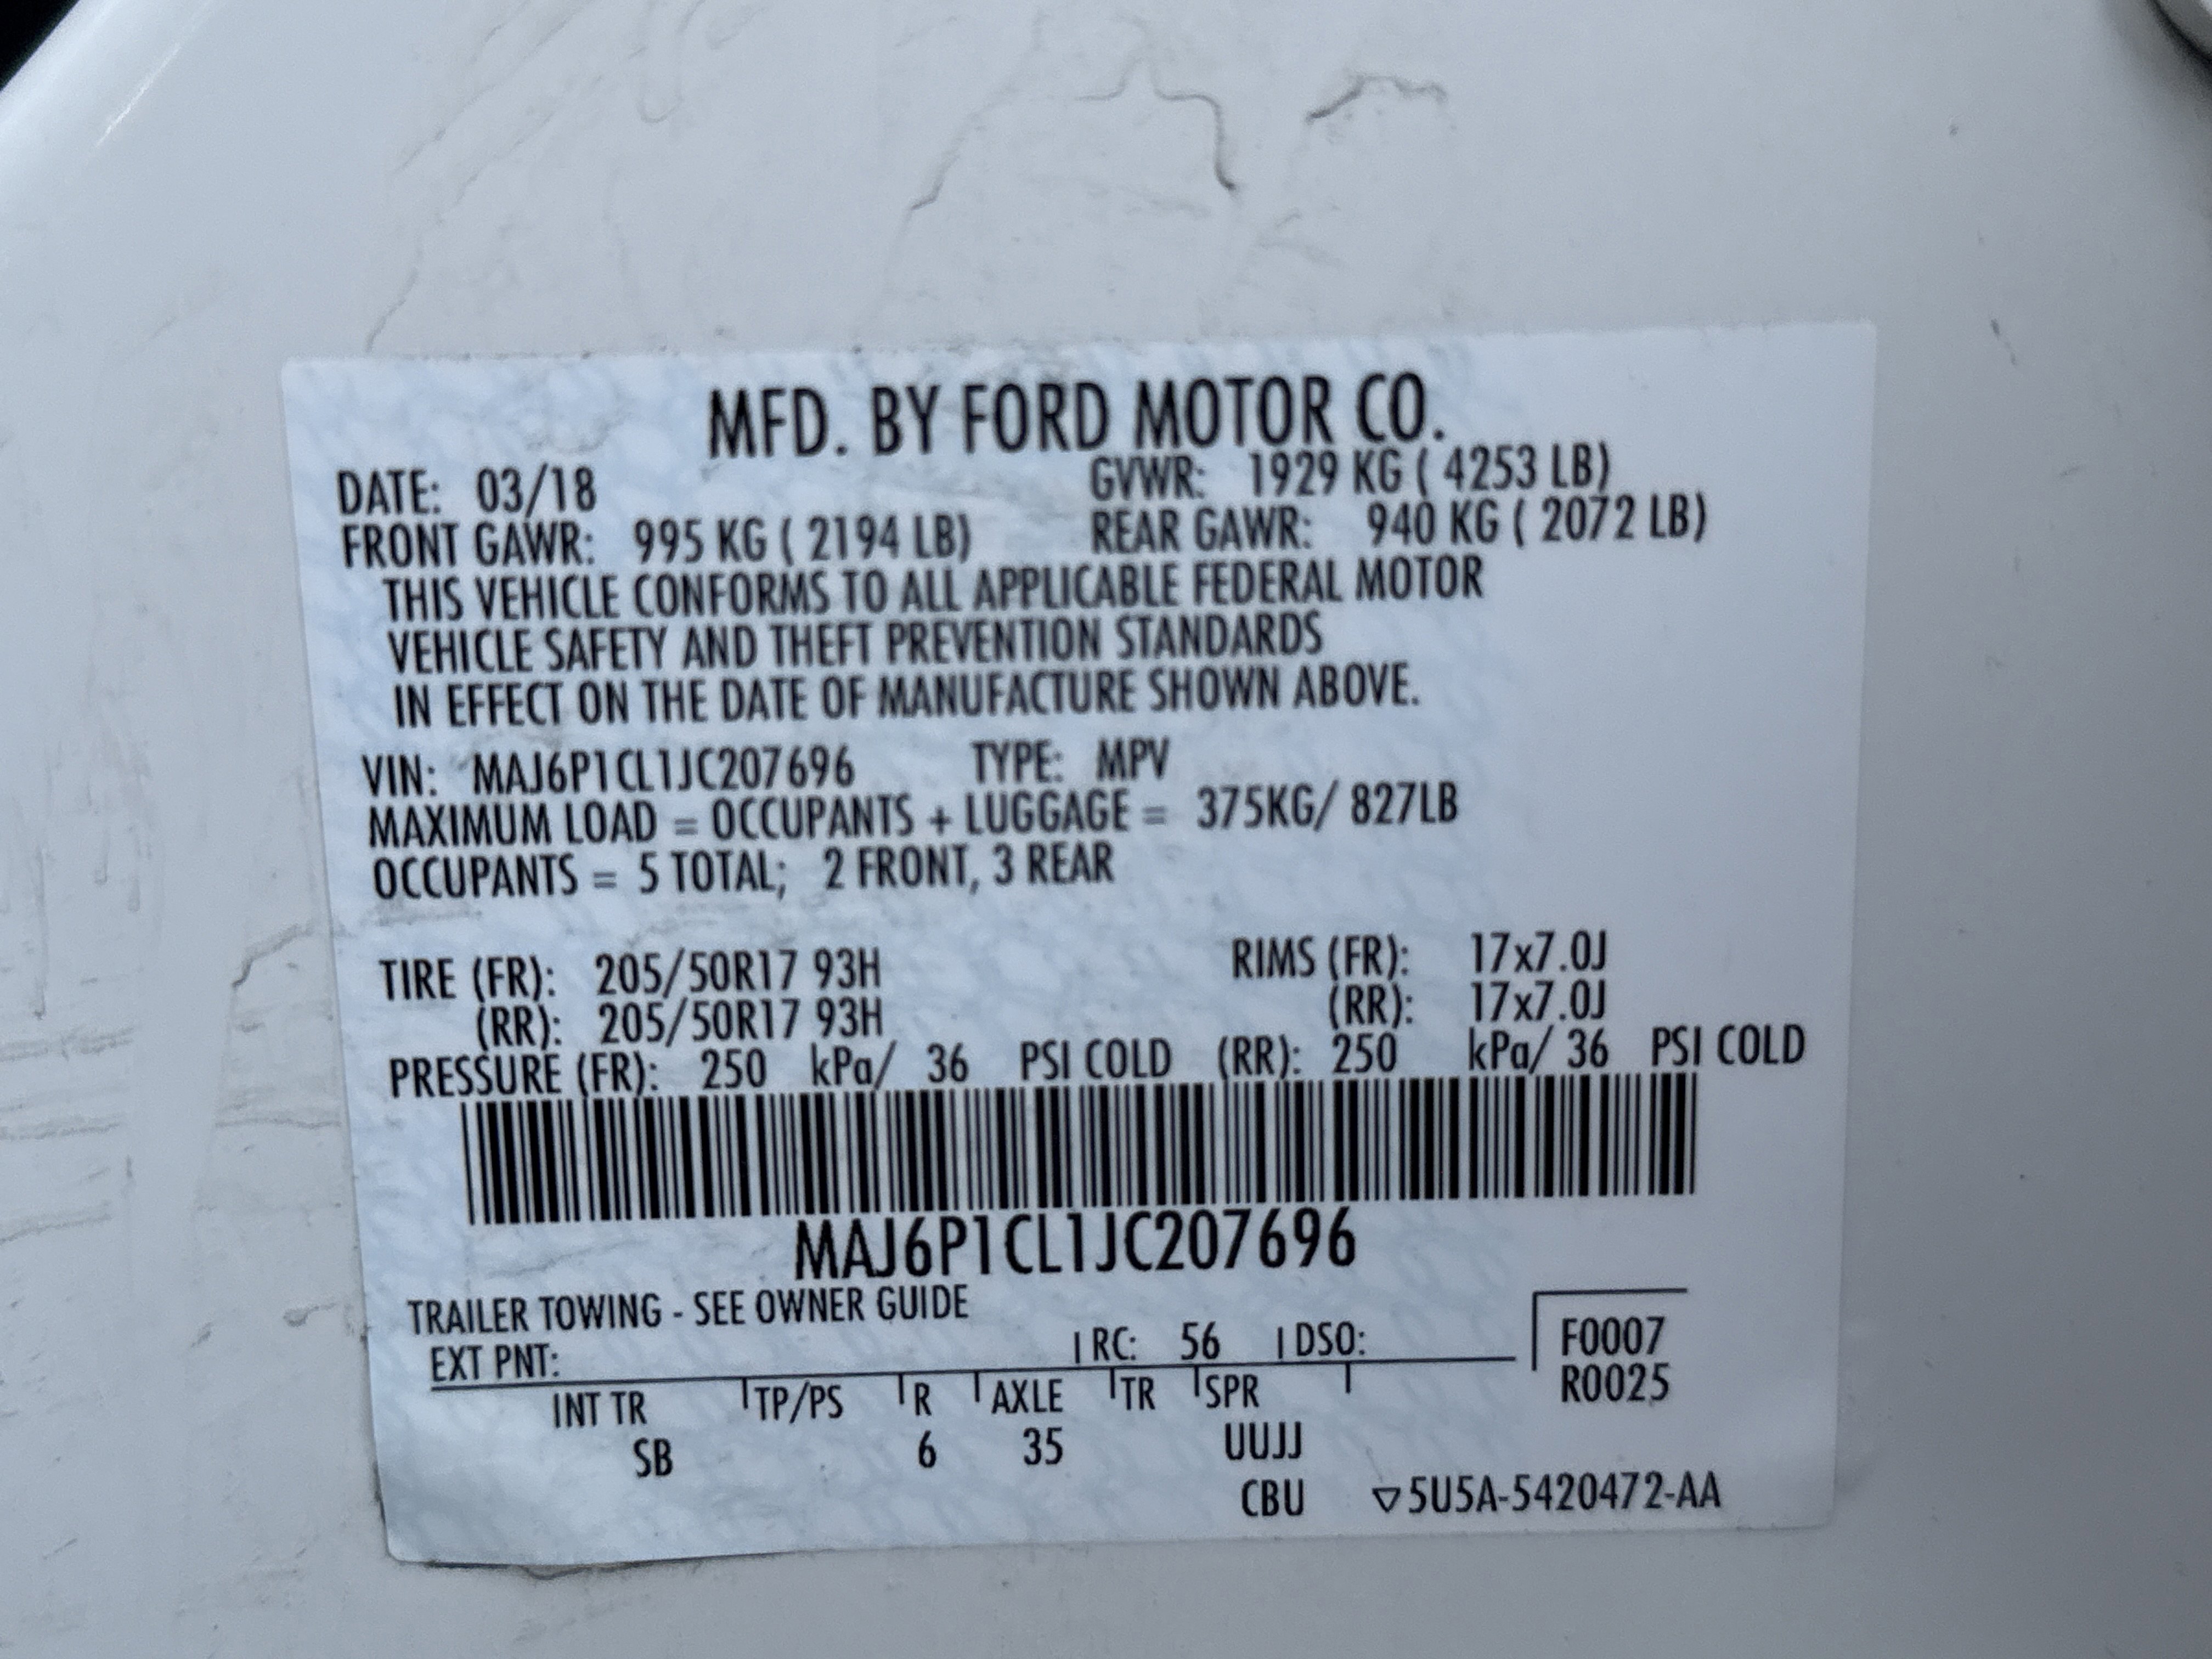 MFD. BY FORD MOTOR CO.
DATE: 03/18 GVWR: 1929 KG ( 4253 LB)
FRONT GAWR: 995 KG ( 2194 LB) REAR GAWR: 940 KG ( 2072 LB)
THIS VEHICLE CONFORMS TO ALL APPLICABLE FEDERAL MOTOR
VEHICLE SAFETY AND THEFT PREVENTION STANDARDS
IN EFFECT ON THE DATE OF MANUFACTURE SHOWN ABOVE.
VIN: MAJ6P1CL1JC207696 TYPE: MPV
MAXIMUM LOAD = OCCUPANTS + LUGGAGE = 375KG/ 827LB
OCCUPANTS = 5 TOTAL; 2 FRONT, 3 REAR
TIRE (FR): 205/50R17 93H RIMS (FR): 17x7.0J
(RR): 205/50R17 93H (RR): 17x7.0J
PRESSURE (FR): 250 kPa/ 36 PSI COLD (RR): 250 kPa/ 36 PSI COLD
MAJ6P1CL1JC207696
TRAILER TOWING - SEE OWNER GUIDE
EXT PNT: RC: 56 DSO: F0007
R0025
INT TR TP/PS R AXLE TR SPR
SB 6 35 UUJJ
CBU ▽5U5A-5420472-AA